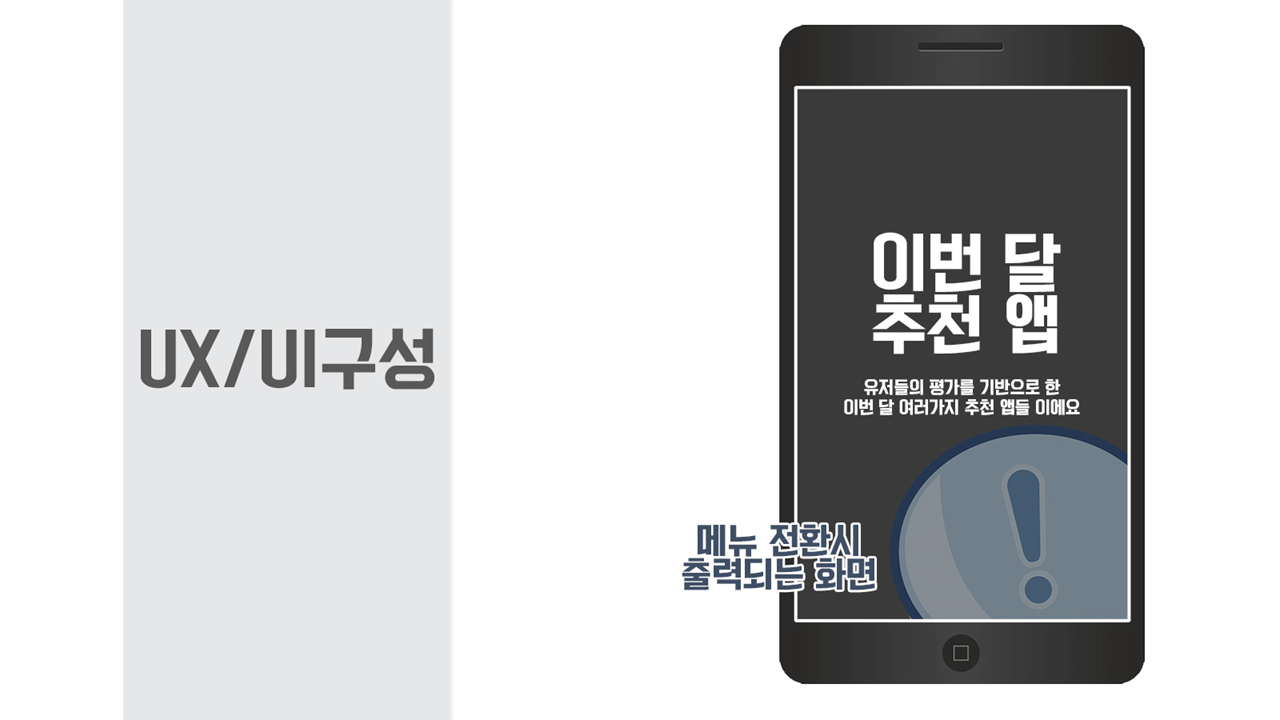 UX/UI구성
이번 달
추천 앱
유저들의 평가를 기반으로 한
이번 달 여러가지 추천 앱들 이에요
메뉴 전환시
출력되는 화면